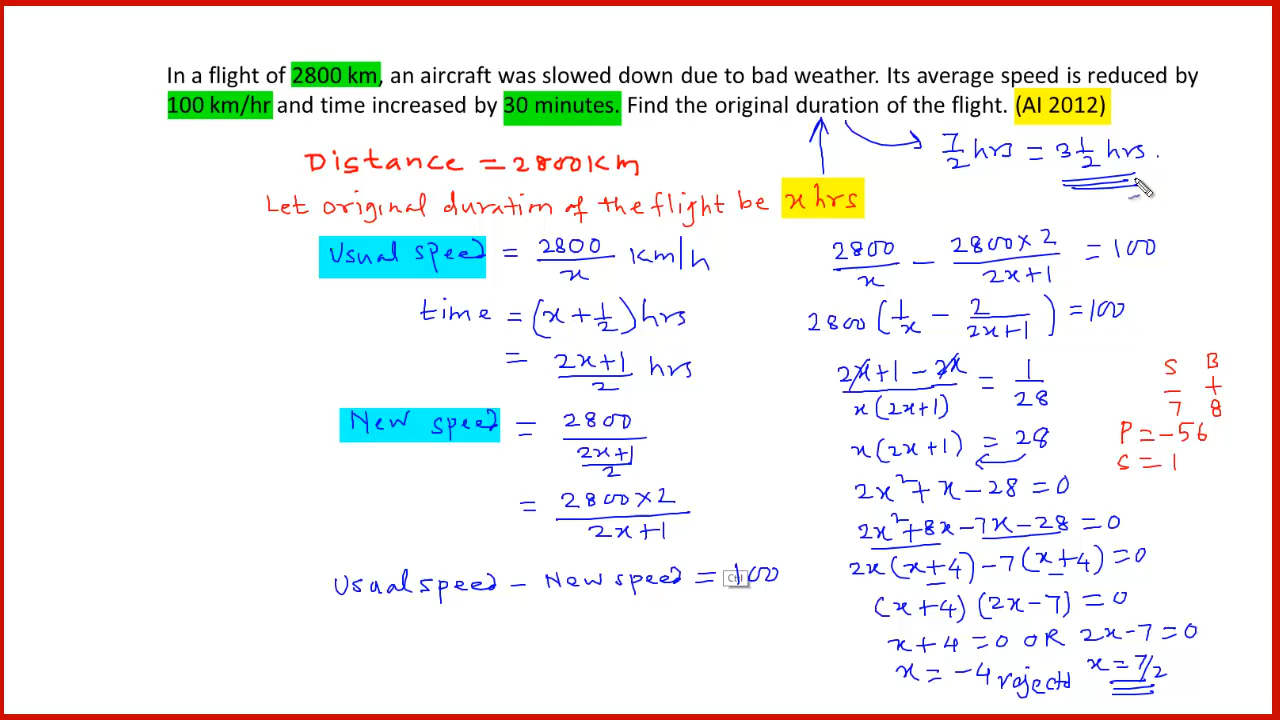 In a flight of 2800 km, an aircraft was slowed down due to bad weather. Its average speed is reduced by
100 km/hr and time increased by 30 minutes. Find the original duration of the flight. (AI 2012)
7/2 hrs = 3 1/2 hrs.
Distance = 2800Km
Let original duration of the flight be x hrs
Usual speed = 2800/x Km/h
time = (x + 1/2) hrs
= (2x+1)/2 hrs
New speed = 2800/((2x+1)/2)
= (2800×2)/(2x+1)
Usual speed – New speed = 100
Ctrl
2800/x – (2800×2)/(2x+1) = 100
2800 (1/x – 2/(2x+1)) = 100
(2x+1 – 2x)/(x(2x+1)) = 1/28
x(2x+1) = 28
2x² + x – 28 = 0
2x² + 8x – 7x – 28 = 0
2x(x+4) – 7(x+4) = 0
(x+4) (2x–7) = 0
x+4 = 0 OR 2x–7 = 0
x = –4 rejected x = 7/2
S B
– +
7 8
P = –56
S = 1